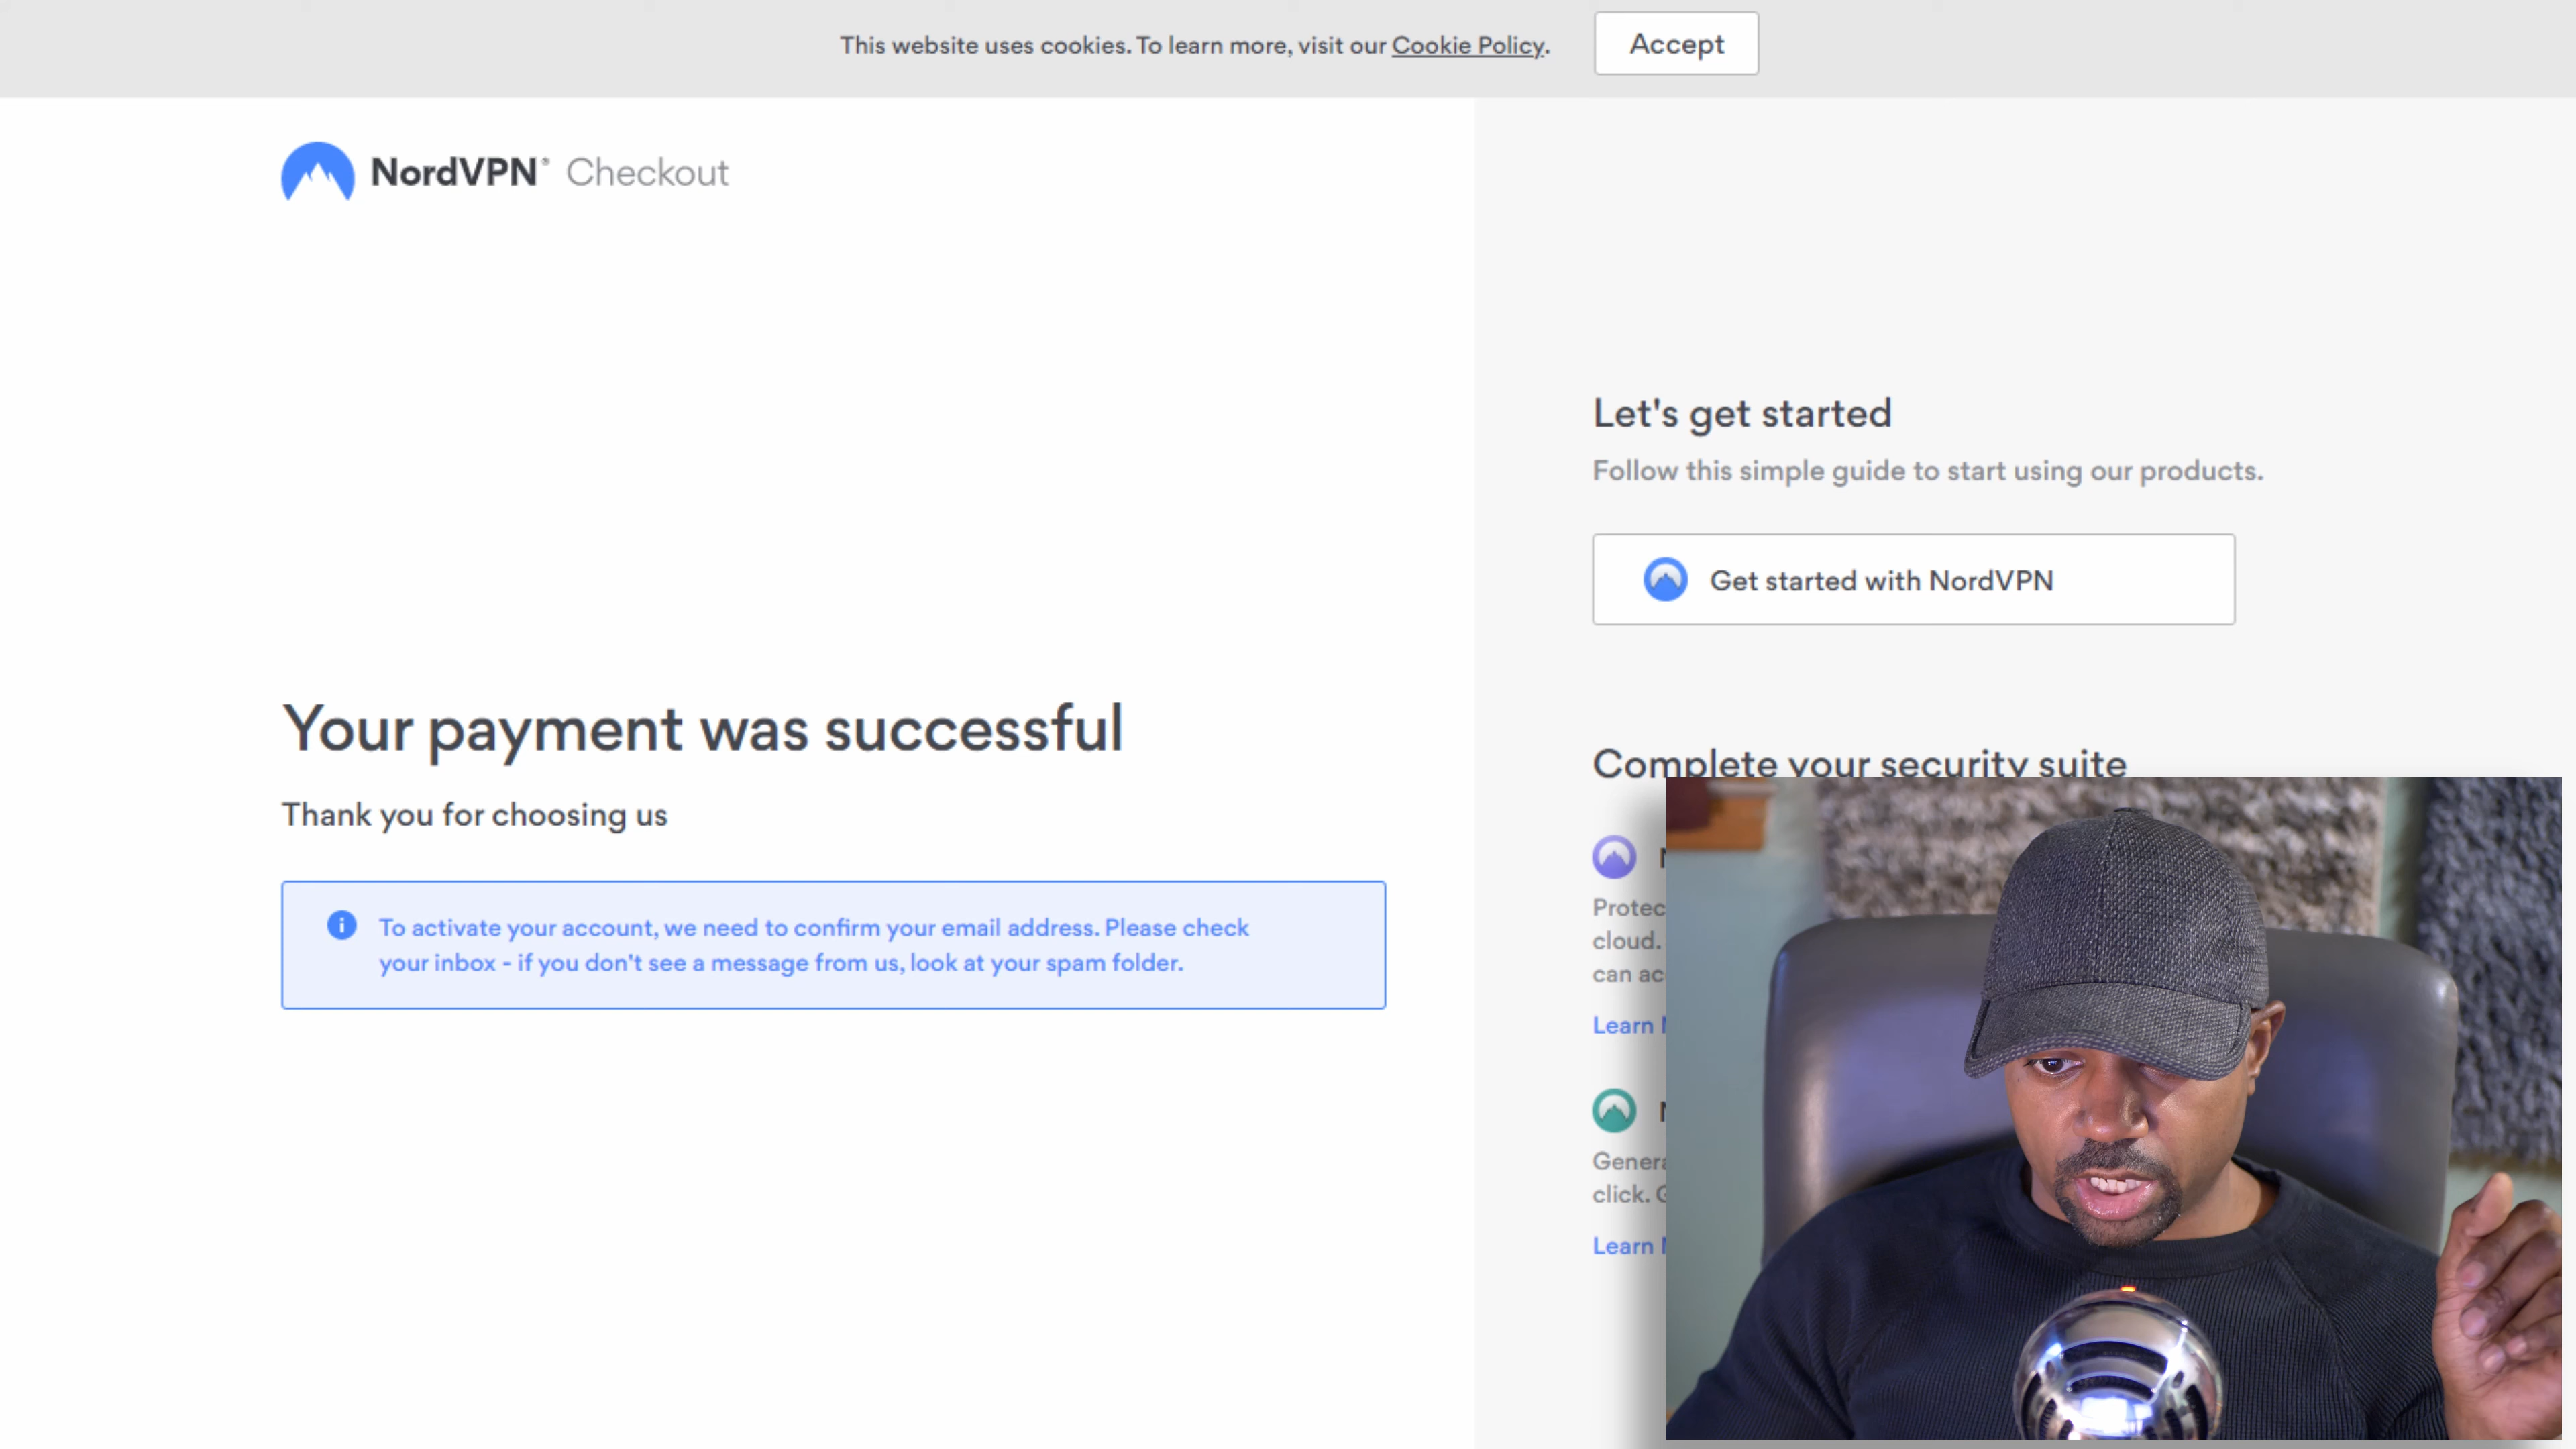 This website uses cookies. To learn more, visit our Cookie Policy.
Accept
NordVPN® Checkout
Your payment was successful
Thank you for choosing us
To activate your account, we need to confirm your email address. Please check
your inbox - if you don't see a message from us, look at your spam folder.
Let's get started
Follow this simple guide to start using our products.
Get started with NordVPN
Complete your security suite
cloud.
can
Learn
click.
Learn